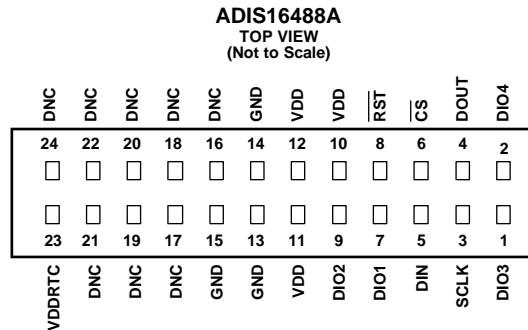 ADIS16488A
TOP VIEW
(Not to Scale)
DNC DNC DNC DNC DNC GND VDD VDD RST CS DOUT DIO4
24 22 20 18 16 14 12 10 8 6 4 2
23 21 19 17 15 13 11 9 7 5 3 1
VDDRTC DNC DNC DNC GND GND VDD DIO2 DIO1 DIN SCLK DIO3